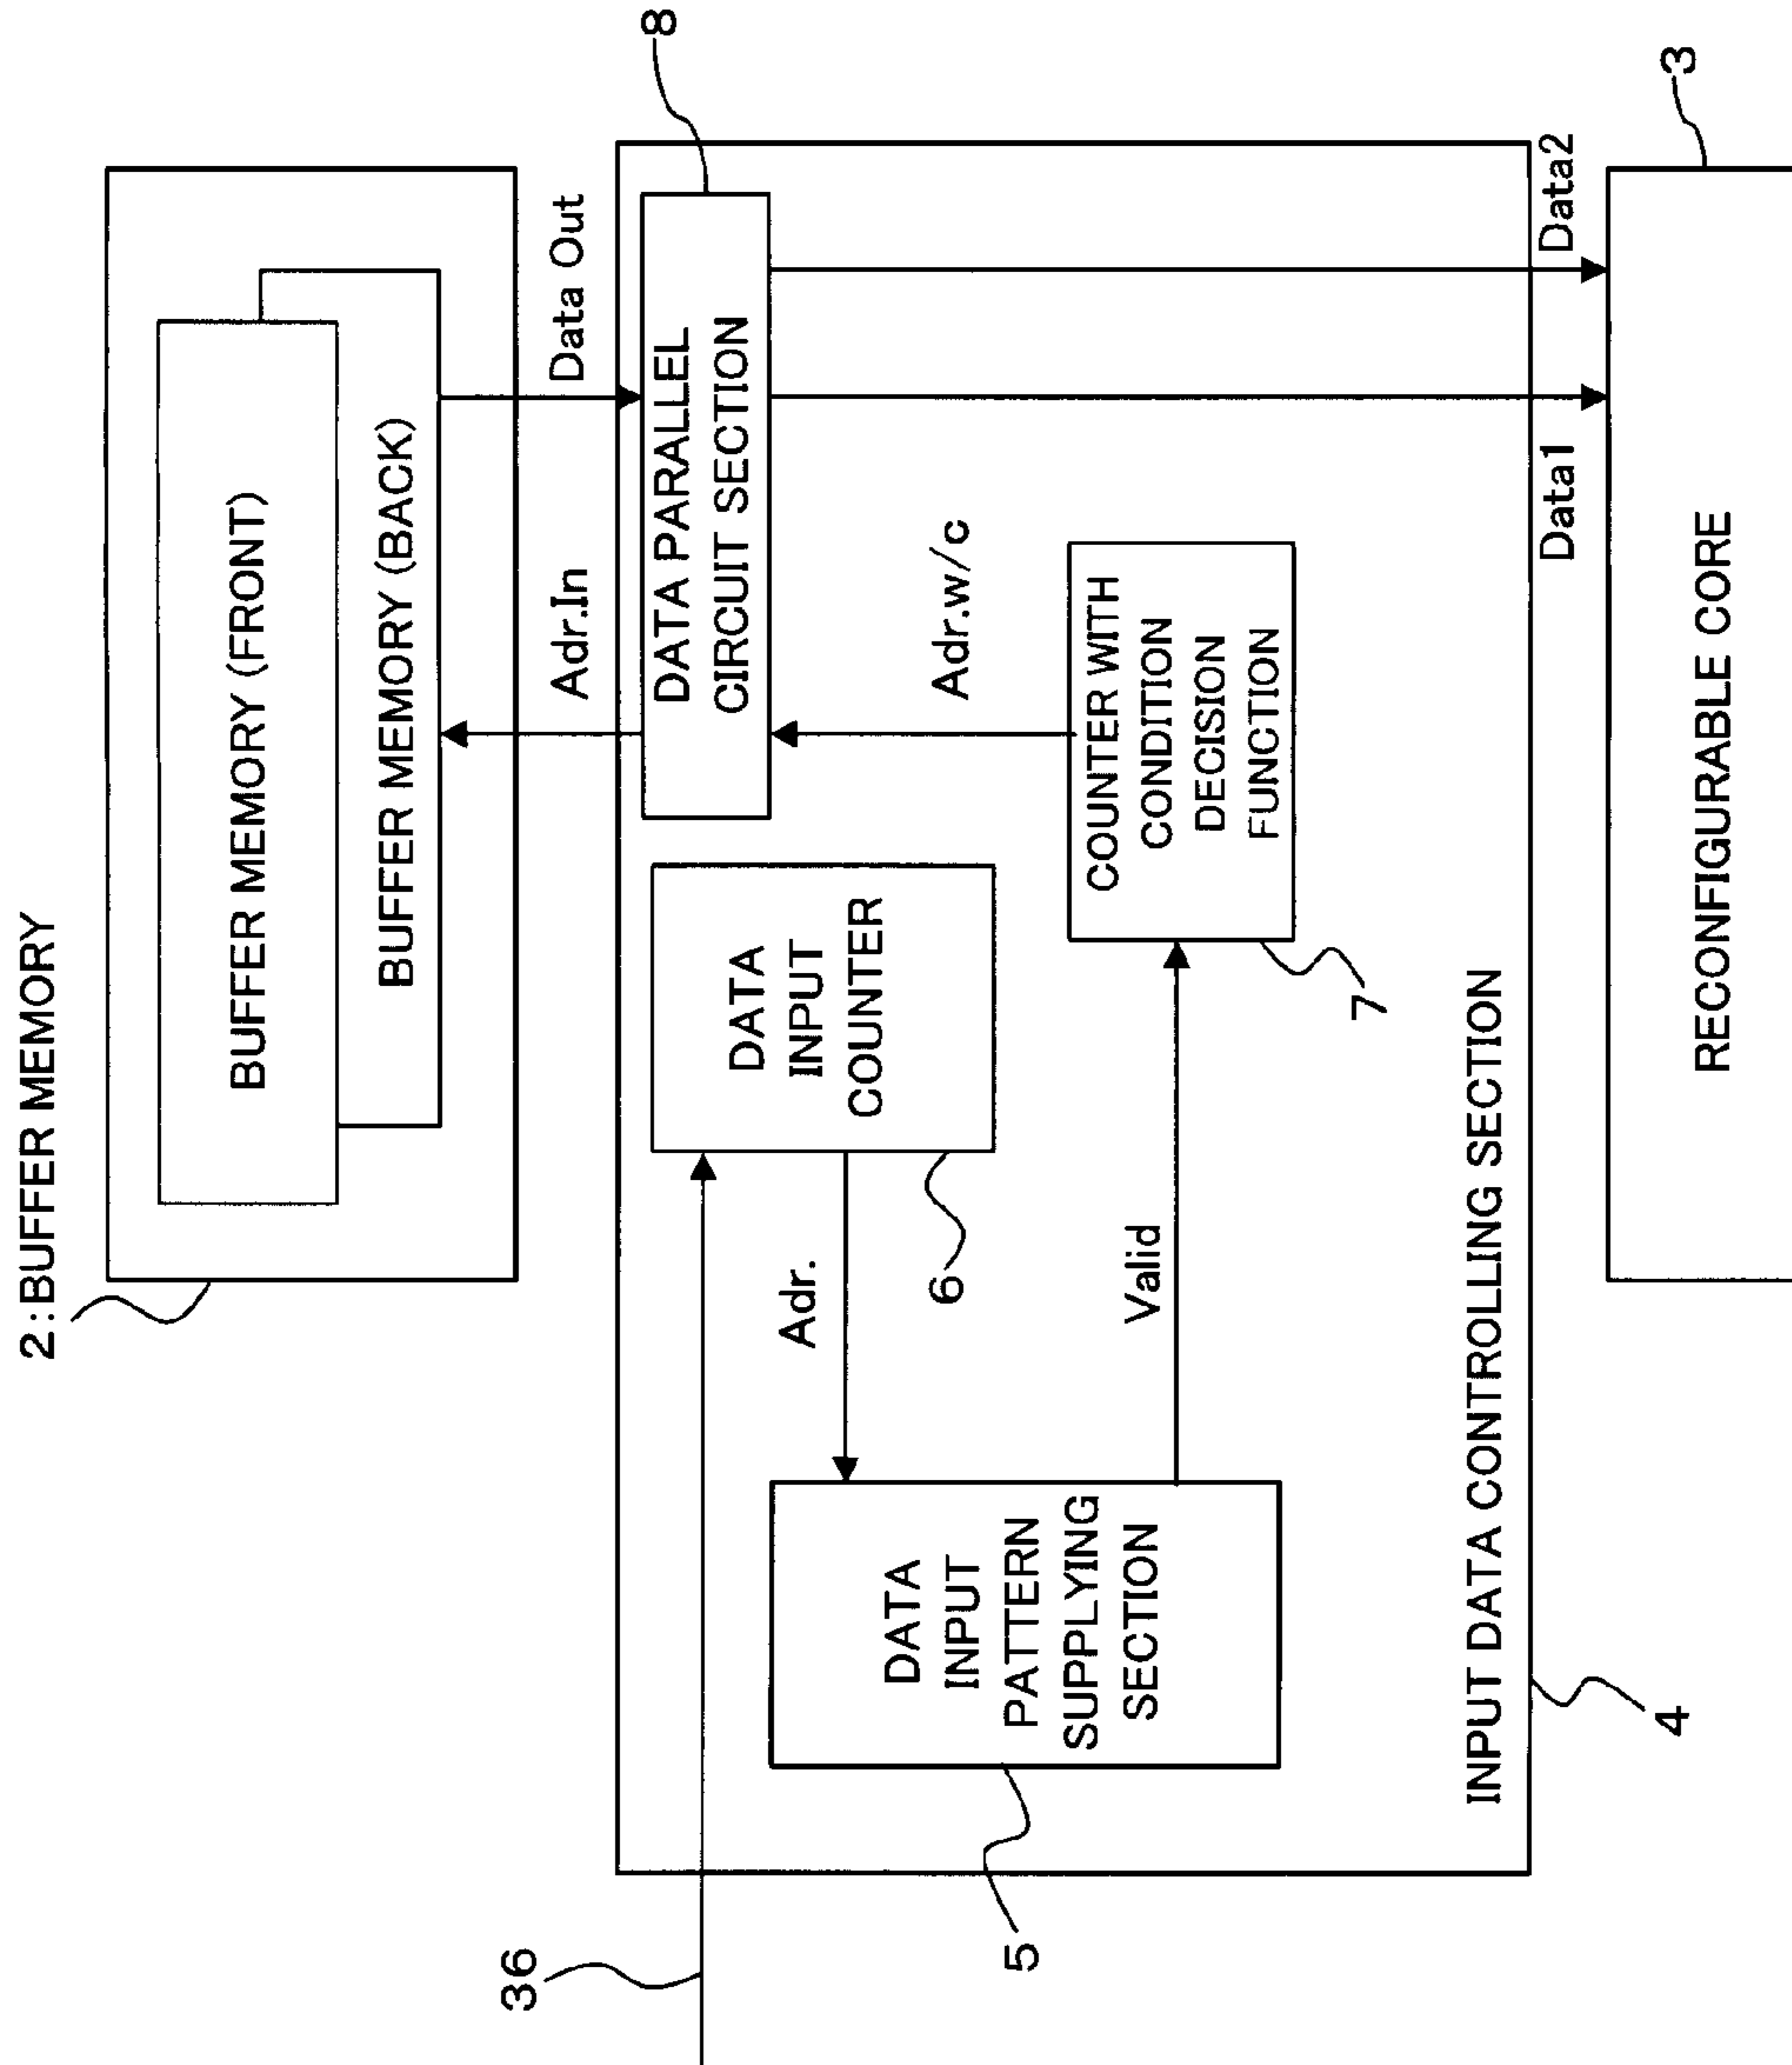 2::BUFFER MEMORY
BUFFER MEMORY (FRONT)
BUFFER MEMORY (BACK)
Adr.In
Data Out
8
36
DATA PARALLEL
CIRCUIT SECTION
DATA
INPUT
COUNTER
6
Adr.
Adr.w/c
DATA
INPUT
PATTERN
SUPPLYING
SECTION
5
Valid
COUNTER WITH
CONDITION
DECISION
FUNCTION
7
INPUT DATA CONTROLLING SECTION
4
Data1
Data2
3
RECONFIGURABLE CORE